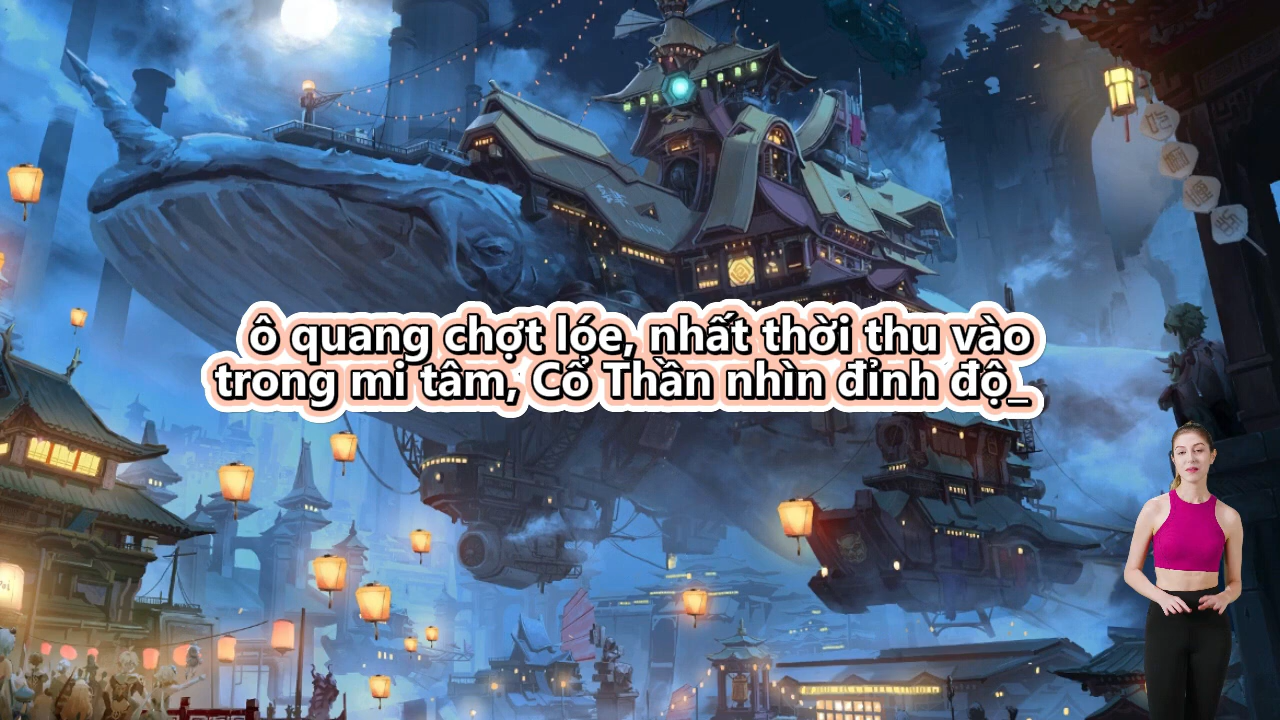 ô quang chợt lóe, nhất thời thu vào
trong mi tâm, Cổ Thần nhìn đỉnh độ_